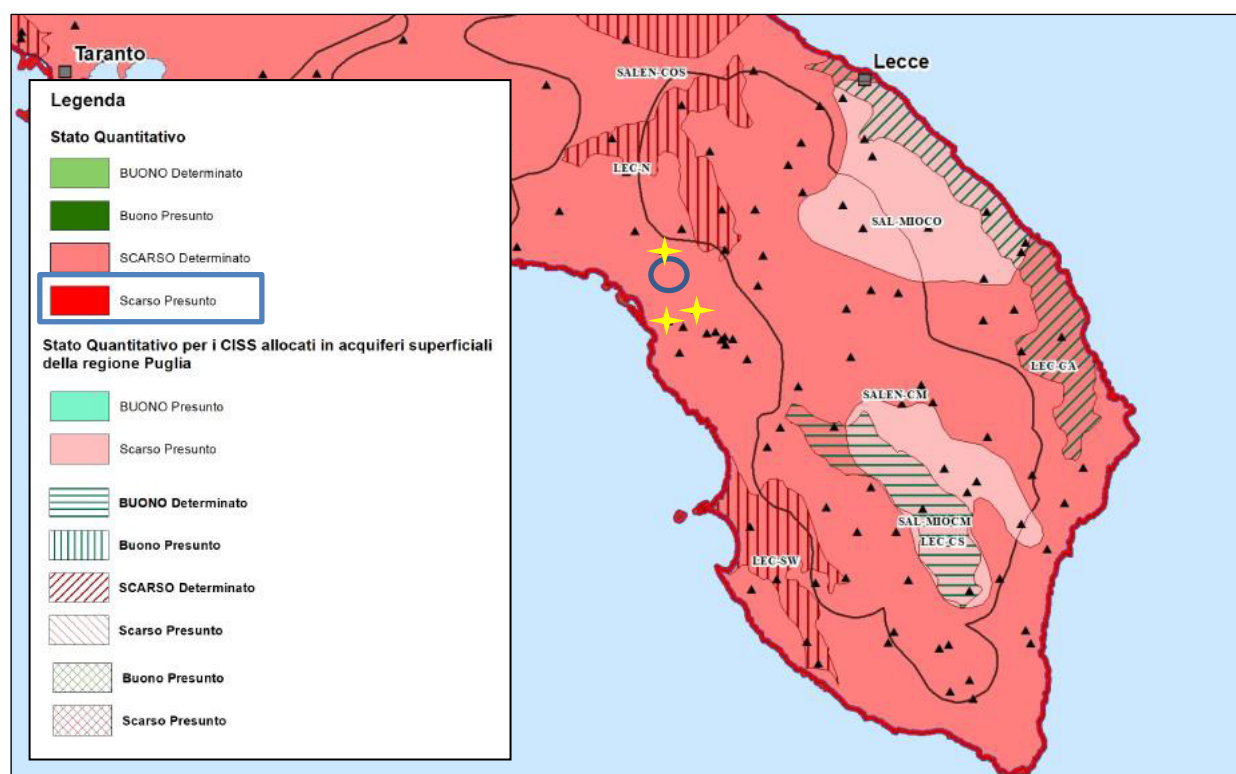 Taranto
Lecce
SALEN-COS
LEC-N
SAL-MIOCO
LEC-CA
SALEN-CM
SAL-MIOCM
LEC-CS
LEC-SW
Legenda
Stato Quantitativo
BUONO Determinato
Buono Presunto
SCARSO Determinato
Scarso Presunto
Stato Quantitativo per i CISS allocati in acquiferi superficiali
della regione Puglia
BUONO Presunto
Scarso Presunto
BUONO Determinato
Buono Presunto
SCARSO Determinato
Scarso Presunto
Buono Presunto
Scarso Presunto